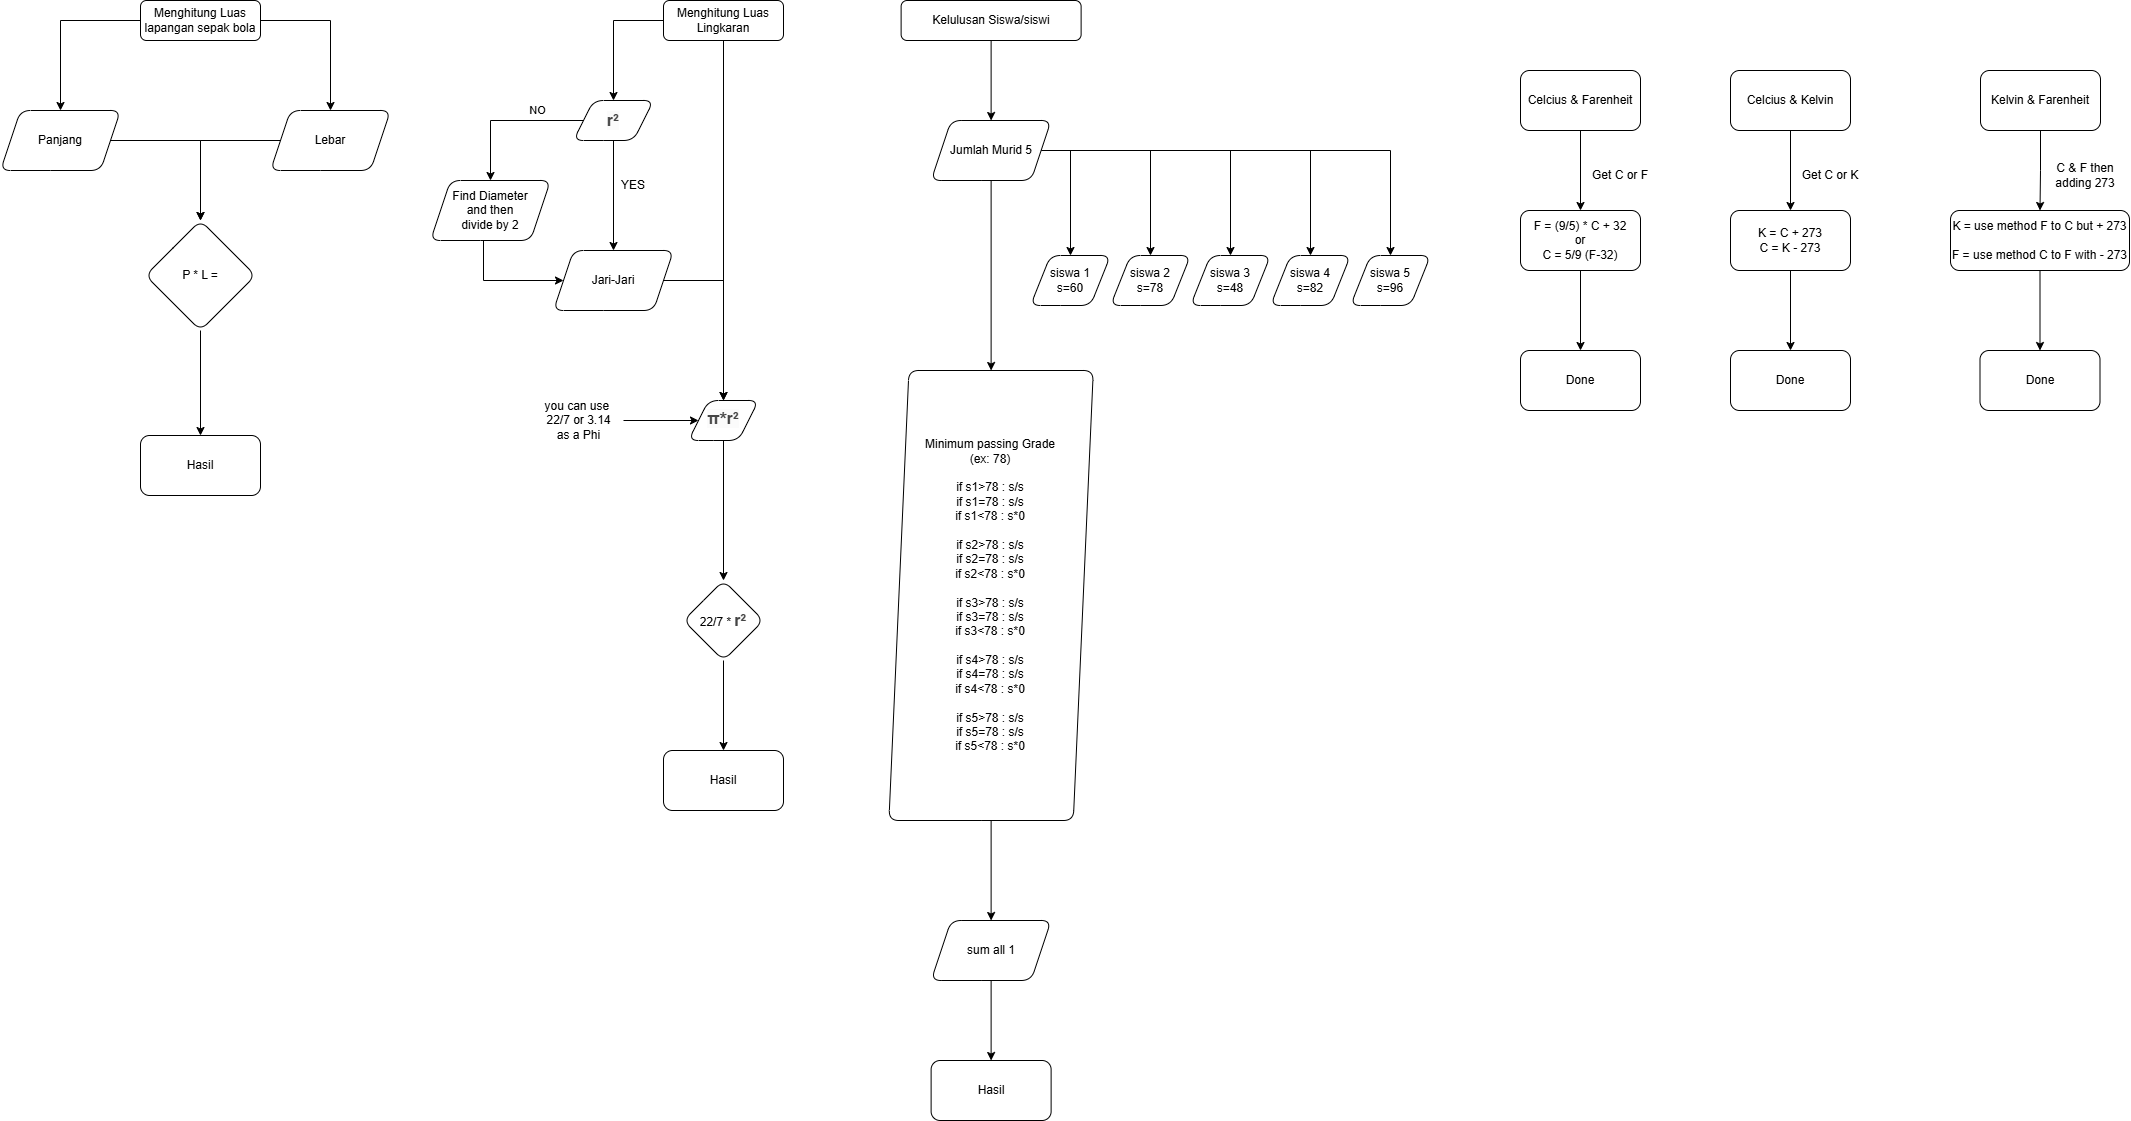 Menghitung Luas
lapangan sepak bola
Panjang
Lebar
P * L =
Hasil
Menghitung Luas
Lingkaran
r²
NO
YES
Find Diameter
and then
divide by 2
Jari-Jari
you can use
22/7 or 3.14
as a Phi
π*r²
22/7 * r²
Hasil
Kelulusan Siswa/siswi
Jumlah Murid 5
siswa 1
s=60
siswa 2
s=78
siswa 3
s=48
siswa 4
s=82
siswa 5
s=96
Minimum passing Grade
(ex: 78)
if s1>78 : s/s
if s1=78 : s/s
if s1<78 : s*0
if s2>78 : s/s
if s2=78 : s/s
if s2<78 : s*0
if s3>78 : s/s
if s3=78 : s/s
if s3<78 : s*0
if s4>78 : s/s
if s4=78 : s/s
if s4<78 : s*0
if s5>78 : s/s
if s5=78 : s/s
if s5<78 : s*0
sum all 1
Hasil
Celcius & Farenheit
Get C or F
F = (9/5) * C + 32
or
C = 5/9 (F-32)
Done
Celcius & Kelvin
Get C or K
K = C + 273
C = K - 273
Done
Kelvin & Farenheit
C & F then
adding 273
K = use method F to C but + 273
F = use method C to F with - 273
Done